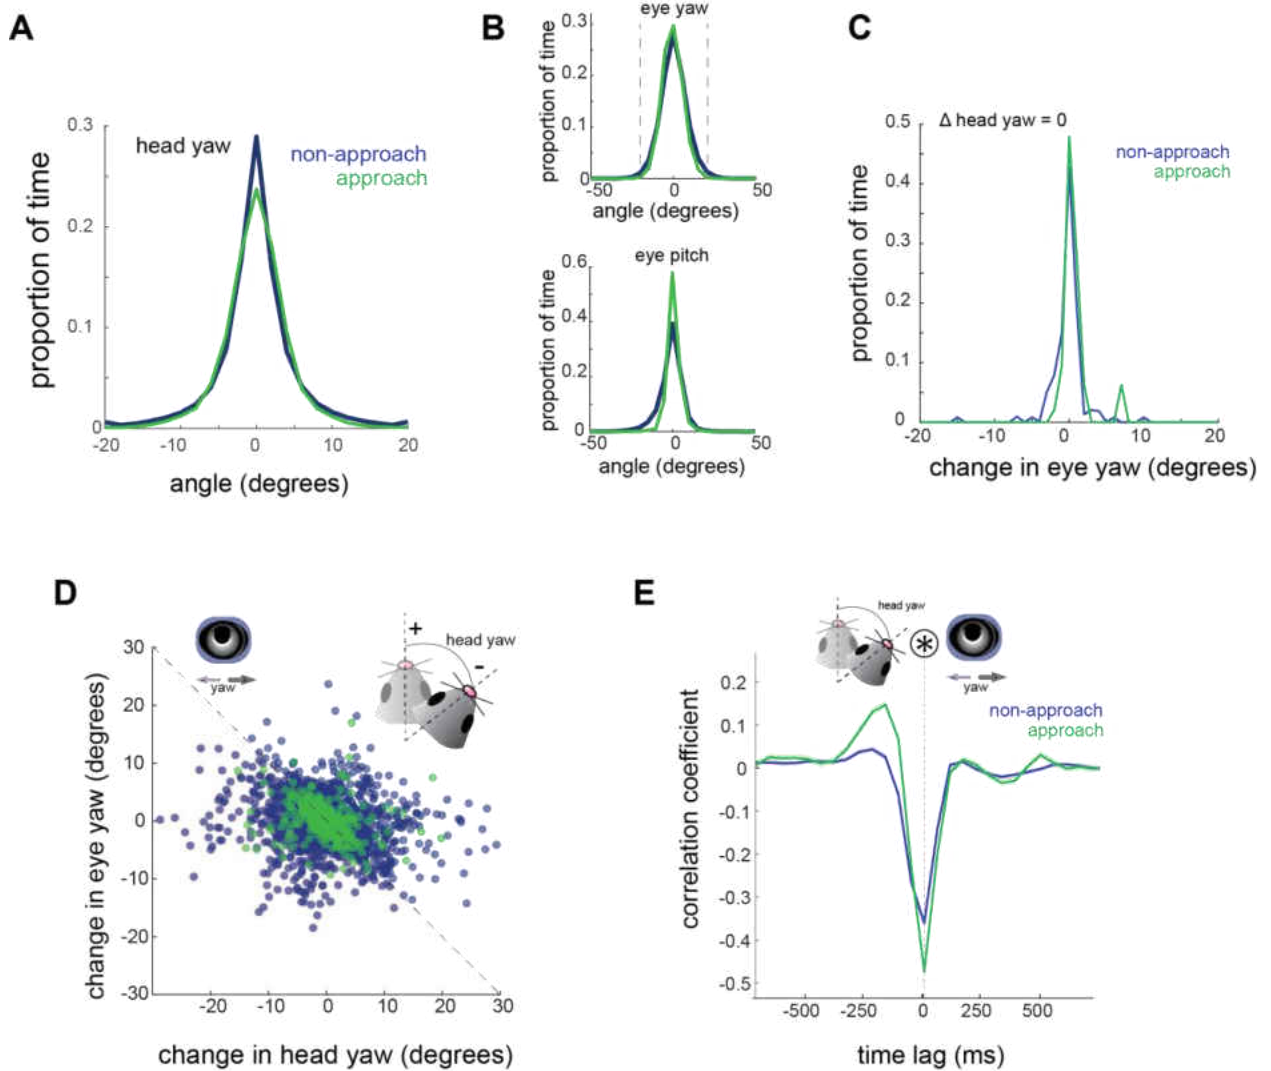 A
head yaw
non-approach
approach
proportion of time
0.3
0.2
0.1
0
-20
-10
0
10
20
angle (degrees)
B
eye yaw
proportion of time
0.3
0.2
0.1
0
-50
0
50
angle (degrees)
eye pitch
proportion of time
0.6
0.4
0.2
0
-50
0
50
angle (degrees)
C
Δ head yaw = 0
non-approach
approach
proportion of time
0.5
0.4
0.3
0.2
0.1
0
-20
-10
0
10
20
change in eye yaw (degrees)
D
yaw
+
head yaw
-
change in eye yaw (degrees)
30
20
10
0
-10
-20
-30
-20
-10
0
10
20
30
change in head yaw (degrees)
E
head yaw
*
yaw
non-approach
approach
correlation coefficient
0.2
0.1
0
-0.1
-0.2
-0.3
-0.4
-0.5
-500
-250
0
250
500
time lag (ms)